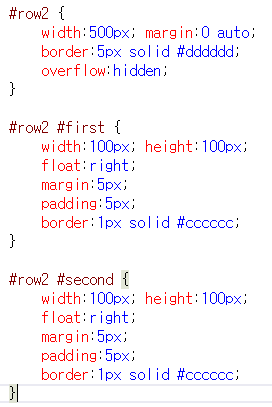 #row2 {
width:500px; margin:0 auto;
border:5px solid #dddddd;
overflow:hidden;
}
#row2 #first {
width:100px; height:100px;
float:right;
margin:5px;
padding:5px;
border:1px solid #cccccc;
}
#row2 #second {
width:100px; height:100px;
float:right;
margin:5px;
padding:5px;
border:1px solid #cccccc;
}